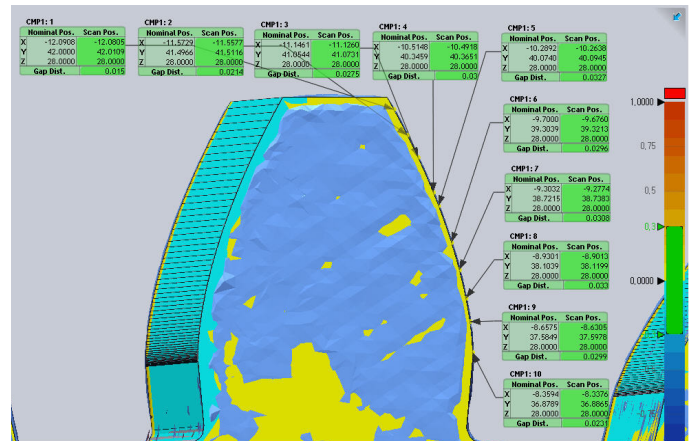 CMP1: 1
Nominal Pos. Scan Pos.
X -12.0908 -12.0805
Y 42.0000 42.0109
Z 28.0000 28.0000
Gap Dist. 0.015
CMP1: 2
Nominal Pos. Scan Pos.
X -11.5729 -11.5577
Y 41.4966 41.5116
Z 28.0000 28.0000
Gap Dist. 0.0214
CMP1: 3
Nominal Pos. Scan Pos.
X -11.1461 -11.1260
Y 41.0544 41.0731
Z 28.0000 28.0000
Gap Dist. 0.0275
CMP1: 4
Nominal Pos. Scan Pos.
X -10.5148 -10.4918
Y 40.3459 40.3651
Z 28.0000 28.0000
Gap Dist. 0.03
CMP1: 5
Nominal Pos. Scan Pos.
X -10.2892 -10.2638
Y 40.0740 40.0945
Z 28.0000 28.0000
Gap Dist. 0.0327
CMP1: 6
Nominal Pos. Scan Pos.
X -9.7000 -9.6760
Y 39.3039 39.3213
Z 28.0000 28.0000
Gap Dist. 0.0296
CMP1: 7
Nominal Pos. Scan Pos.
X -9.3032 -9.2774
Y 38.7215 38.7383
Z 28.0000 28.0000
Gap Dist. 0.0308
CMP1: 8
Nominal Pos. Scan Pos.
X -8.9301 -8.9013
Y 38.1039 38.1199
Z 28.0000 28.0000
Gap Dist. 0.033
CMP1: 9
Nominal Pos. Scan Pos.
X -8.6575 -8.6305
Y 37.5849 37.5978
Z 28.0000 28.0000
Gap Dist. 0.0299
CMP1: 10
Nominal Pos. Scan Pos.
X -8.3594 -8.3376
Y 36.8789 36.8865
Z 28.0000 28.0000
Gap Dist. 0.0231
1,0000
0,75
0,5
0,3
0,0000